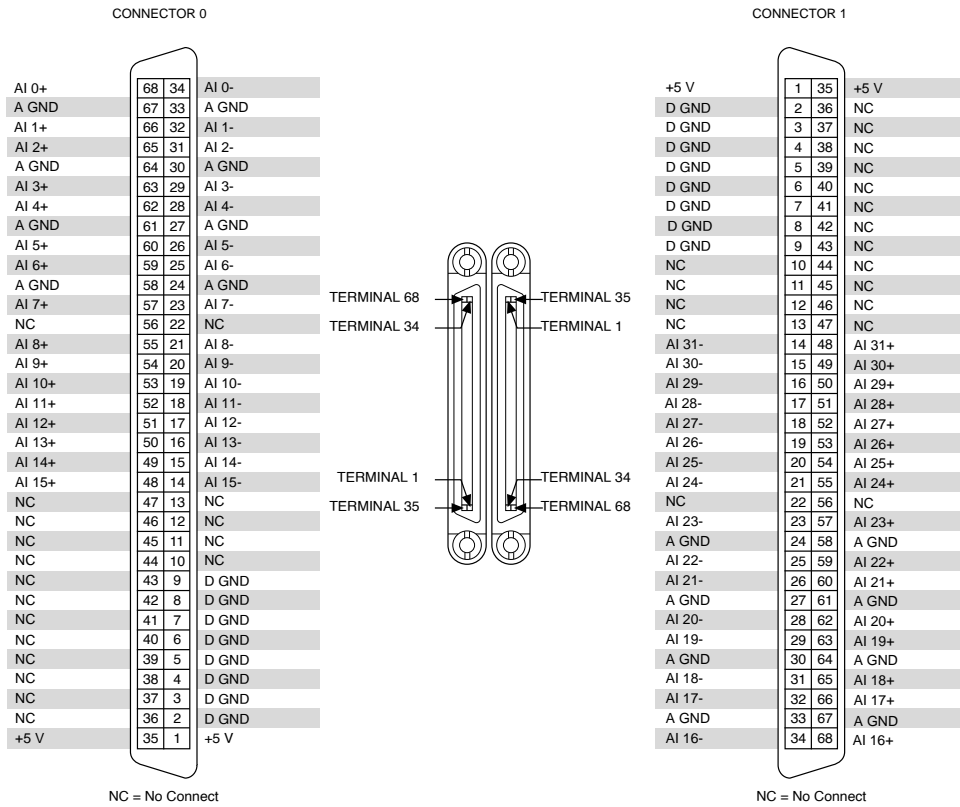 CONNECTOR 0
AI 0+ 68 34 AI 0-
A GND 67 33 A GND
AI 1+ 66 32 AI 1-
AI 2+ 65 31 AI 2-
A GND 64 30 A GND
AI 3+ 63 29 AI 3-
AI 4+ 62 28 AI 4-
A GND 61 27 A GND
AI 5+ 60 26 AI 5-
AI 6+ 59 25 AI 6-
A GND 58 24 A GND
AI 7+ 57 23 AI 7-
NC 56 22 NC
AI 8+ 55 21 AI 8-
AI 9+ 54 20 AI 9-
AI 10+ 53 19 AI 10-
AI 11+ 52 18 AI 11-
AI 12+ 51 17 AI 12-
AI 13+ 50 16 AI 13-
AI 14+ 49 15 AI 14-
AI 15+ 48 14 AI 15-
NC 47 13 NC
NC 46 12 NC
NC 45 11 NC
NC 44 10 NC
NC 43 9 D GND
NC 42 8 D GND
NC 41 7 D GND
NC 40 6 D GND
NC 39 5 D GND
NC 38 4 D GND
NC 37 3 D GND
NC 36 2 D GND
+5 V 35 1 +5 V
NC = No Connect
TERMINAL 68 TERMINAL 35
TERMINAL 34 TERMINAL 1
TERMINAL 1 TERMINAL 34
TERMINAL 35 TERMINAL 68
CONNECTOR 1
+5 V 1 35 +5 V
D GND 2 36 NC
D GND 3 37 NC
D GND 4 38 NC
D GND 5 39 NC
D GND 6 40 NC
D GND 7 41 NC
D GND 8 42 NC
D GND 9 43 NC
NC 10 44 NC
NC 11 45 NC
NC 12 46 NC
NC 13 47 NC
AI 31- 14 48 AI 31+
AI 30- 15 49 AI 30+
AI 29- 16 50 AI 29+
AI 28- 17 51 AI 28+
AI 27- 18 52 AI 27+
AI 26- 19 53 AI 26+
AI 25- 20 54 AI 25+
AI 24- 21 55 AI 24+
NC 22 56 NC
AI 23- 23 57 AI 23+
A GND 24 58 A GND
AI 22- 25 59 AI 22+
AI 21- 26 60 AI 21+
A GND 27 61 A GND
AI 20- 28 62 AI 20+
AI 19- 29 63 AI 19+
A GND 30 64 A GND
AI 18- 31 65 AI 18+
AI 17- 32 66 AI 17+
A GND 33 67 A GND
AI 16- 34 68 AI 16+
NC = No Connect